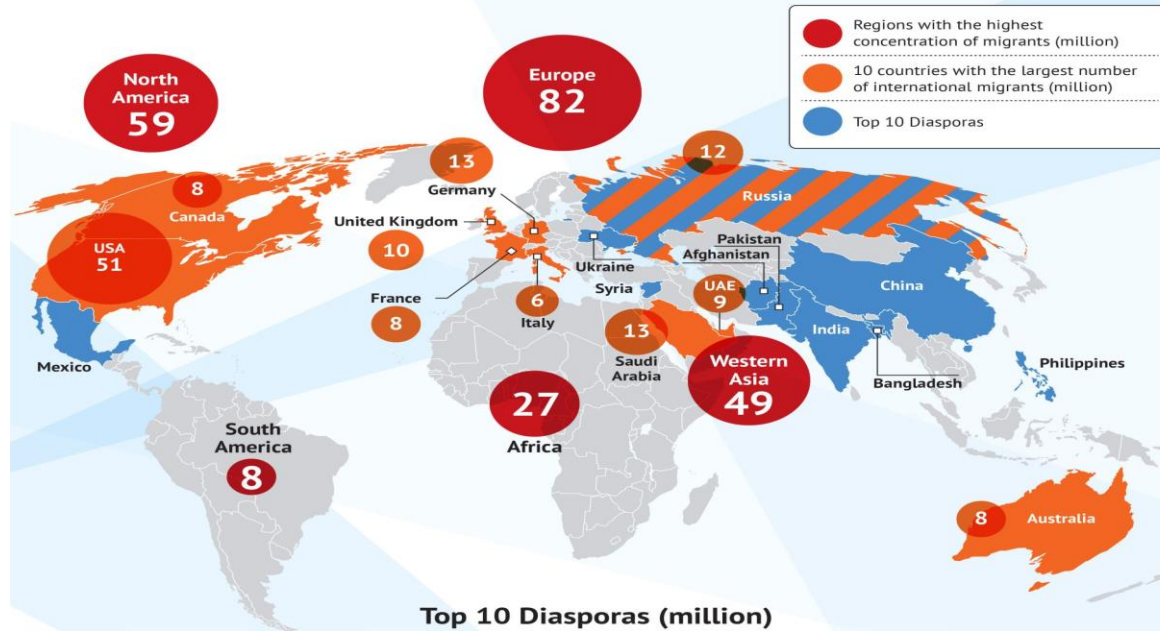 Regions with the highest
concentration of migrants (million)
10 countries with the largest number
of international migrants (million)
Top 10 Diasporas
North
America
59
Europe
82
13
Germany
12
8
Canada
Russia
United Kingdom
10
USA
51
Pakistan
Afghanistan
Ukraine
Syria
UAE
9
China
France
8
6
Italy
India
13
Saudi
Arabia
Mexico
Western
Asia
49
Philippines
Bangladesh
27
Africa
South
America
8
8
Australia
Top 10 Diasporas (million)